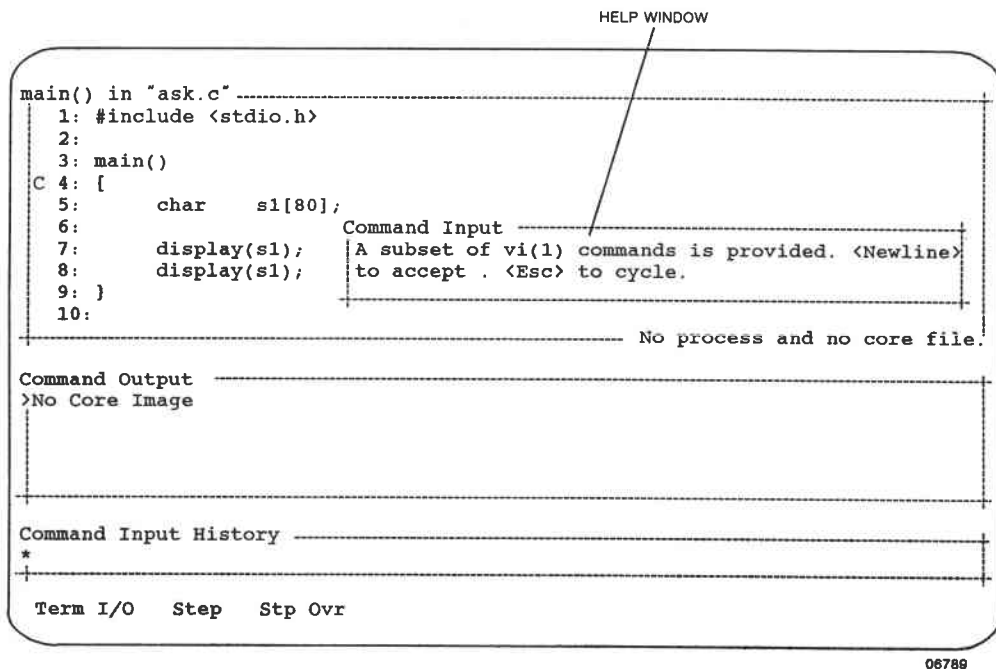 HELP WINDOW
main() in "ask.c"
1: #include <stdio.h>
2:
3: main()
C 4: {
5: char s1[80];
6:
7: display(s1);
8: display(s1);
9: }
10:
Command Input
A subset of vi(1) commands is provided. <Newline>
to accept . <Esc> to cycle.
No process and no core file.
Command Output
>No Core Image
Command Input History
*
Term I/O Step Stp Ovr
06789